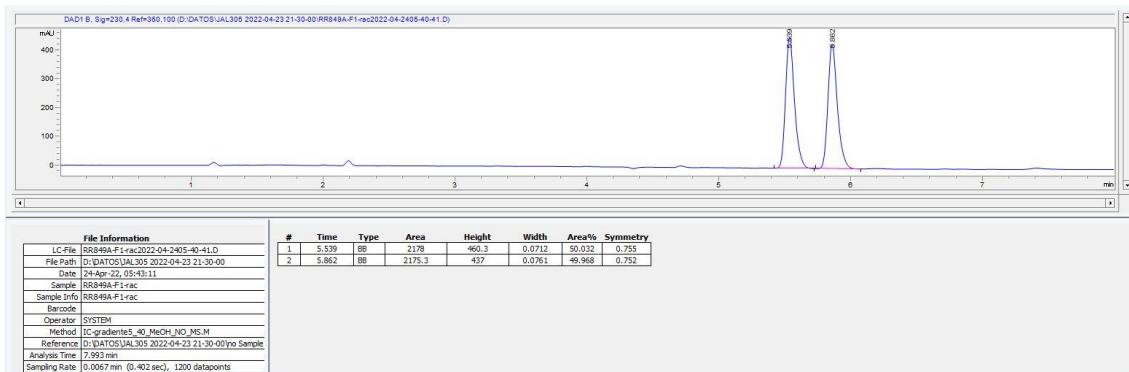 DAD1 B, Sig=230,4 Ref=360,100 (D:\DATOS\JAL305 2022-04-23 21-30-00\RR849A-F1-rac2022-04-2405-40-41.D)
mAU
400
300
200
100
0
5.539
5.862
1 2 3 4 5 6 7 min
File Information
LC-File RR849A-F1-rac2022-04-2405-40-41.D
File Path D:\DATOS\JAL305 2022-04-23 21-30-00
Date 24-Apr-22, 05:43:11
Sample RR849A-F1-rac
Sample Info RR849A-F1-rac
Barcode
Operator SYSTEM
Method IC-gradiente5_40_MeOH_NO_MS.M
Reference D:\DATOS\JAL305 2022-04-23 21-30-00\no Sample
Analysis Time 7.993 min
Sampling Rate 0.0067 min (0.402 sec), 1200 datapoints
# Time Type Area Height Width Area% Symmetry
1 5.539 BB 2178 460.3 0.0712 50.032 0.755
2 5.862 BB 2175.3 437 0.0761 49.968 0.752